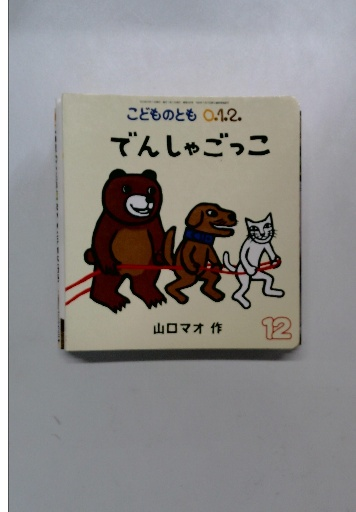 こどものとも 0.1.2.
でんしゃごっこ
山口マオ 作
12